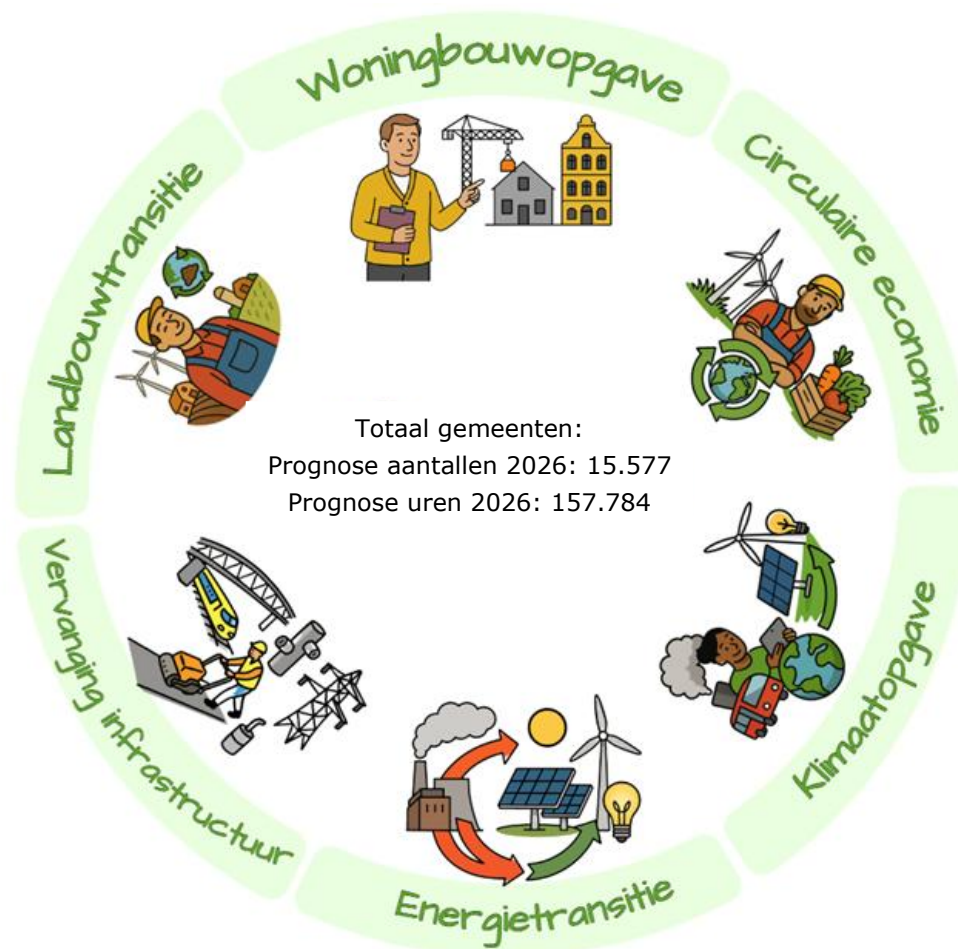 Woningbouwopgave
Circulaire economie
Landbouwtransitie
Totaal gemeenten:
Prognose aantallen 2026: 15.577
Prognose uren 2026: 157.784
Klimaatopgave
Vervanging infrastructuur
Energietransitie